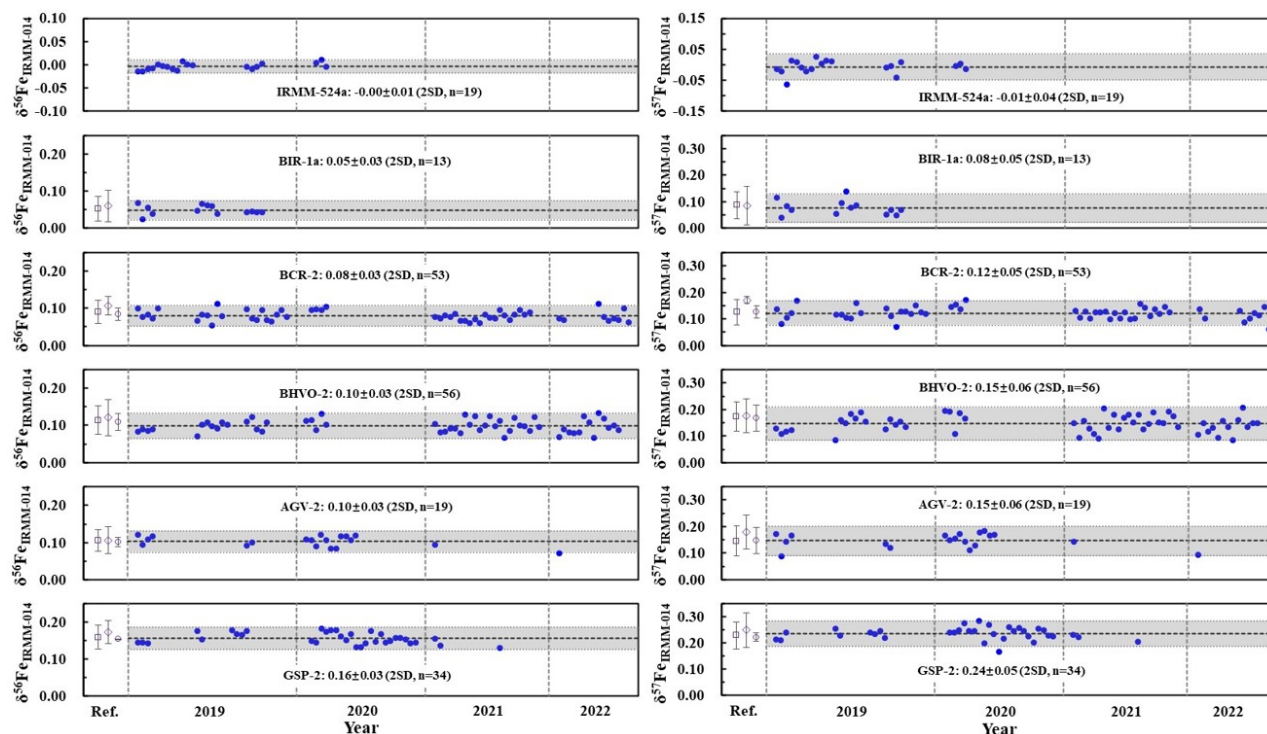 δ56FeIRMM-014
0.10
0.05
0.00
-0.05
-0.10
IRMM-524a: -0.00±0.01 (2SD, n=19)
δ57FeIRMM-014
0.15
0.05
-0.05
-0.15
IRMM-524a: -0.01±0.04 (2SD, n=19)
δ56FeIRMM-014
0.20
0.10
0.00
BIR-1a: 0.05±0.03 (2SD, n=13)
δ57FeIRMM-014
0.30
0.20
0.10
0.00
BIR-1a: 0.08±0.05 (2SD, n=13)
δ56FeIRMM-014
0.20
0.10
0.00
BCR-2: 0.08±0.03 (2SD, n=53)
δ57FeIRMM-014
0.30
0.20
0.10
0.00
BCR-2: 0.12±0.05 (2SD, n=53)
δ56FeIRMM-014
0.20
0.10
0.00
BHVO-2: 0.10±0.03 (2SD, n=56)
δ57FeIRMM-014
0.30
0.20
0.10
0.00
BHVO-2: 0.15±0.06 (2SD, n=56)
δ56FeIRMM-014
0.20
0.10
0.00
AGV-2: 0.10±0.03 (2SD, n=19)
δ57FeIRMM-014
0.30
0.20
0.10
0.00
AGV-2: 0.15±0.06 (2SD, n=19)
δ56FeIRMM-014
0.20
0.10
0.00
GSP-2: 0.16±0.03 (2SD, n=34)
δ57FeIRMM-014
0.30
0.20
0.10
0.00
GSP-2: 0.24±0.05 (2SD, n=34)
Ref. 2019 2020 2021 2022
Year
Ref. 2019 2020 2021 2022
Year